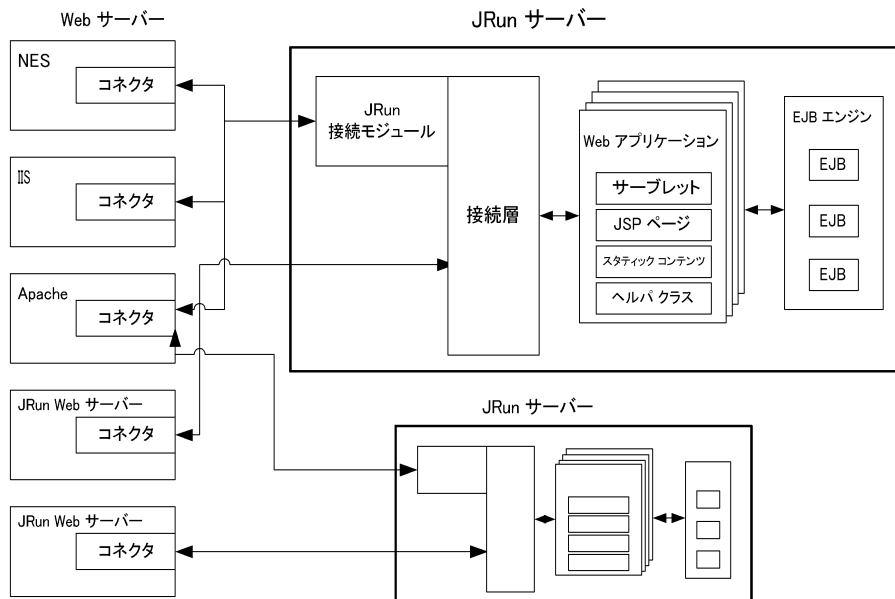 Web サーバー
JRun サーバー
NES
コネクタ
IIS
コネクタ
Apache
コネクタ
JRun Web サーバー
コネクタ
JRun Web サーバー
コネクタ
JRun
接続モジュール
接続層
Web アプリケーション
サーブレット
JSP ページ
スタティック コンテンツ
ヘルパ クラス
EJB エンジン
EJB
EJB
EJB
JRun サーバー